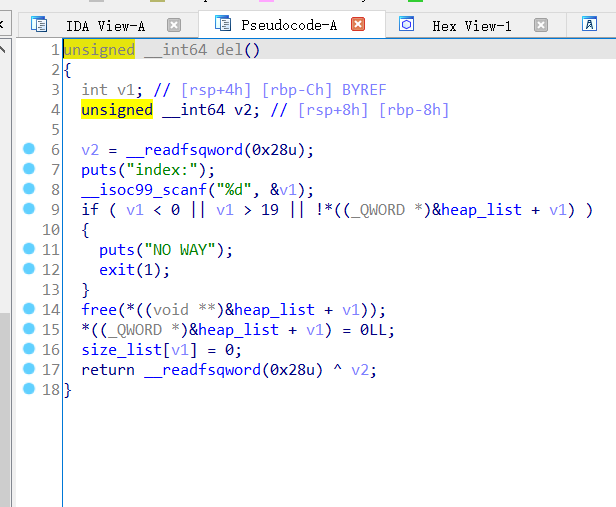 IDA View-A Pseudocode-A Hex View-1
1 unsigned __int64 del()
2 {
3   int v1; // [rsp+4h] [rbp-Ch] BYREF
4   unsigned __int64 v2; // [rsp+8h] [rbp-8h]
5
6   v2 = __readfsqword(0x28u);
7   puts("index:");
8   __isoc99_scanf("%d", &v1);
9   if ( v1 < 0 || v1 > 19 || !*((_QWORD *)&heap_list + v1) )
10   {
11     puts("NO WAY");
12     exit(1);
13   }
14   free(*((void **)&heap_list + v1));
15   *((_QWORD *)&heap_list + v1) = 0LL;
16   size_list[v1] = 0;
17   return __readfsqword(0x28u) ^ v2;
18 }